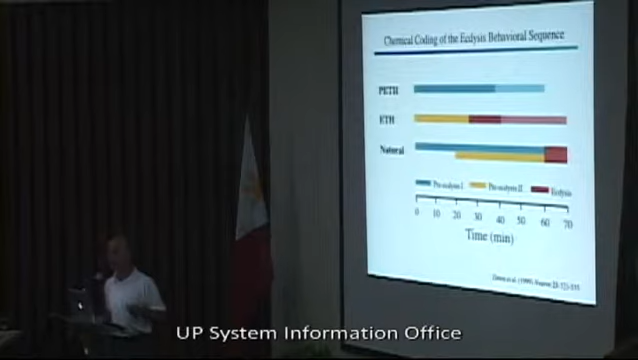 Chemical Coding of the Ecdysis Behavioral Sequence
PETH
ETH
Natural
Pre-ecdysis I
Pre-ecdysis II
Ecdysis
0 10 20 30 40 50 60 70
Time (min)
UP System Information Office